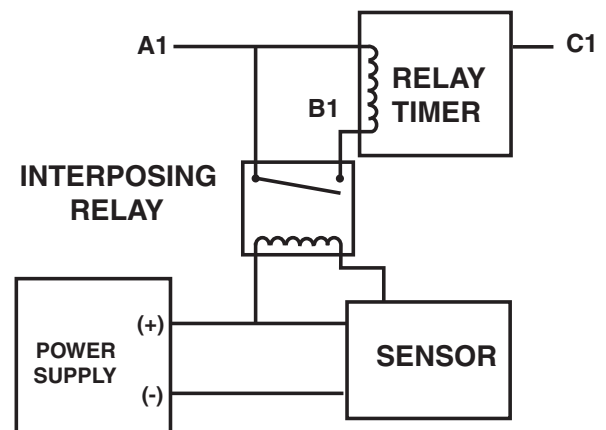 A1
C1
RELAY
TIMER
B1
INTERPOSING
RELAY
(+)
POWER
SUPPLY
(-)
SENSOR